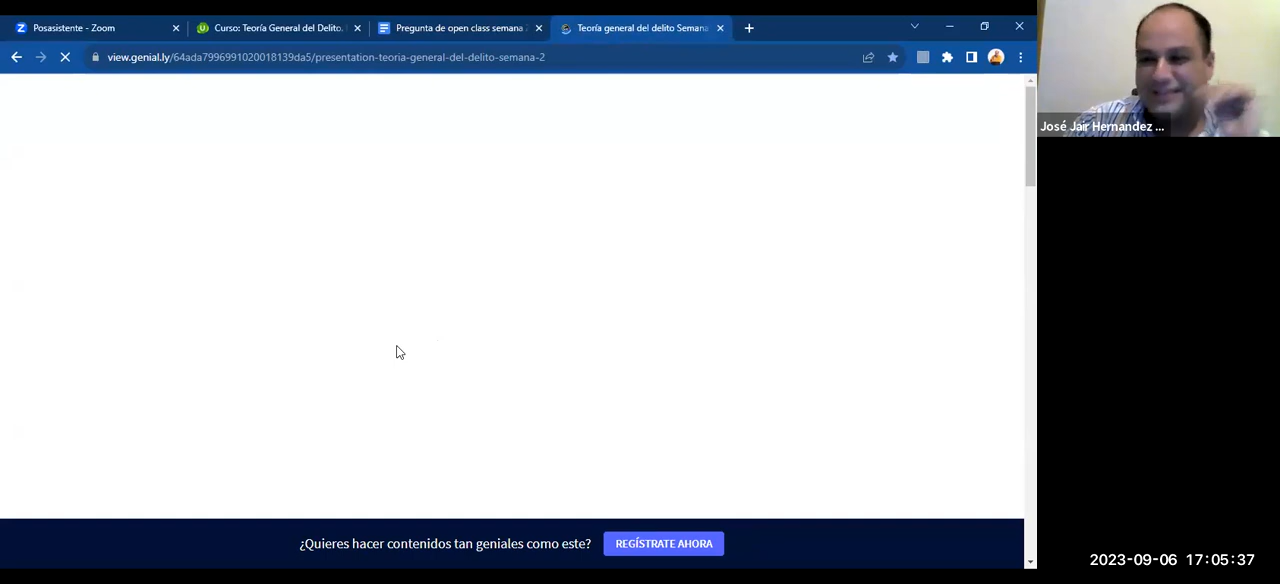 Posasistente - Zoom
Curso: Teoría General del Delito.
Pregunta de open class semana 2
Teoría general del delito Semana
view.genial.ly/64ada7996991020018139da5/presentation-teoria-general-del-delito-semana-2
José Jair Hernandez ...
¿Quieres hacer contenidos tan geniales como este?
REGÍSTRATE AHORA
2023-09-06 17:05:37